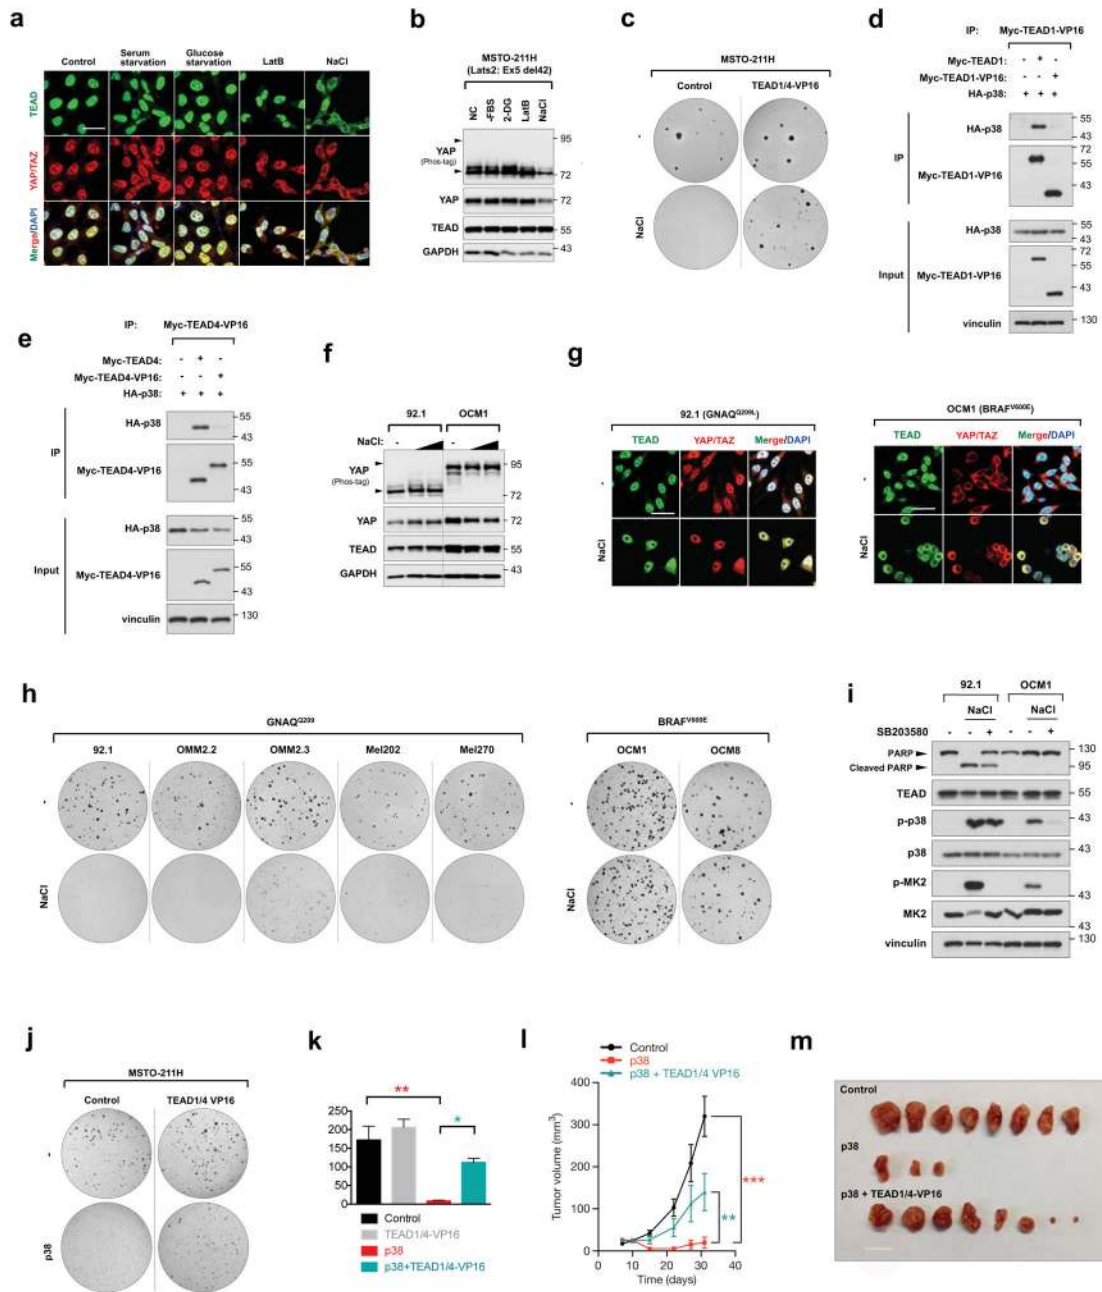 a
Control
Serum starvation
Glucose starvation
LatB
NaCl
TEAD
YAP/TAZ
Merge/DAPI
b
MSTO-211H
(Lats2: Ex5 del42)
NC
-FBS
2-DG
LatB
NaCl
YAP
(Phos-tag)
95
72
YAP
72
TEAD
55
GAPDH
43
c
MSTO-211H
Control
TEAD1/4-VP16
-
NaCl
d
IP: Myc-TEAD1-VP16
Myc-TEAD1: - + -
Myc-TEAD1-VP16: - - +
HA-p38: + + +
IP
HA-p38
55
43
Myc-TEAD1-VP16
72
55
43
Input
HA-p38
55
43
Myc-TEAD1-VP16
72
55
43
vinculin
130
e
IP: Myc-TEAD4-VP16
Myc-TEAD4: - + -
Myc-TEAD4-VP16: - - +
HA-p38: + + +
IP
HA-p38
55
43
Myc-TEAD4-VP16
55
43
Input
HA-p38
55
43
Myc-TEAD4-VP16
55
43
vinculin
130
f
92.1
OCM1
NaCl: - -
YAP
(Phos-tag)
95
72
YAP
72
TEAD
55
GAPDH
43
g
92.1 (GNAQQ209L)
TEAD
YAP/TAZ
Merge/DAPI
-
NaCl
OCM1 (BRAFV600E)
TEAD
YAP/TAZ
Merge/DAPI
-
NaCl
h
GNAQQ209
92.1
OMM2.2
OMM2.3
Mel202
Mel270
-
NaCl
BRAFV600E
OCM1
OCM8
-
NaCl
i
92.1
OCM1
NaCl
NaCl
SB203580 - - + - - +
PARP
130
Cleaved PARP
95
TEAD
55
p-p38
43
p38
43
p-MK2
43
MK2
55
43
vinculin
130
j
MSTO-211H
Control
TEAD1/4 VP16
-
p38
k
**
*
250
200
150
100
50
0
Control
TEAD1/4-VP16
p38
p38+TEAD1/4-VP16
l
Control
p38
p38 + TEAD1/4 VP16
Tumor volume (mm3)
400
300
200
100
0
0 10 20 30 40
Time (days)
***
**
m
Control
p38
p38 + TEAD1/4-VP16